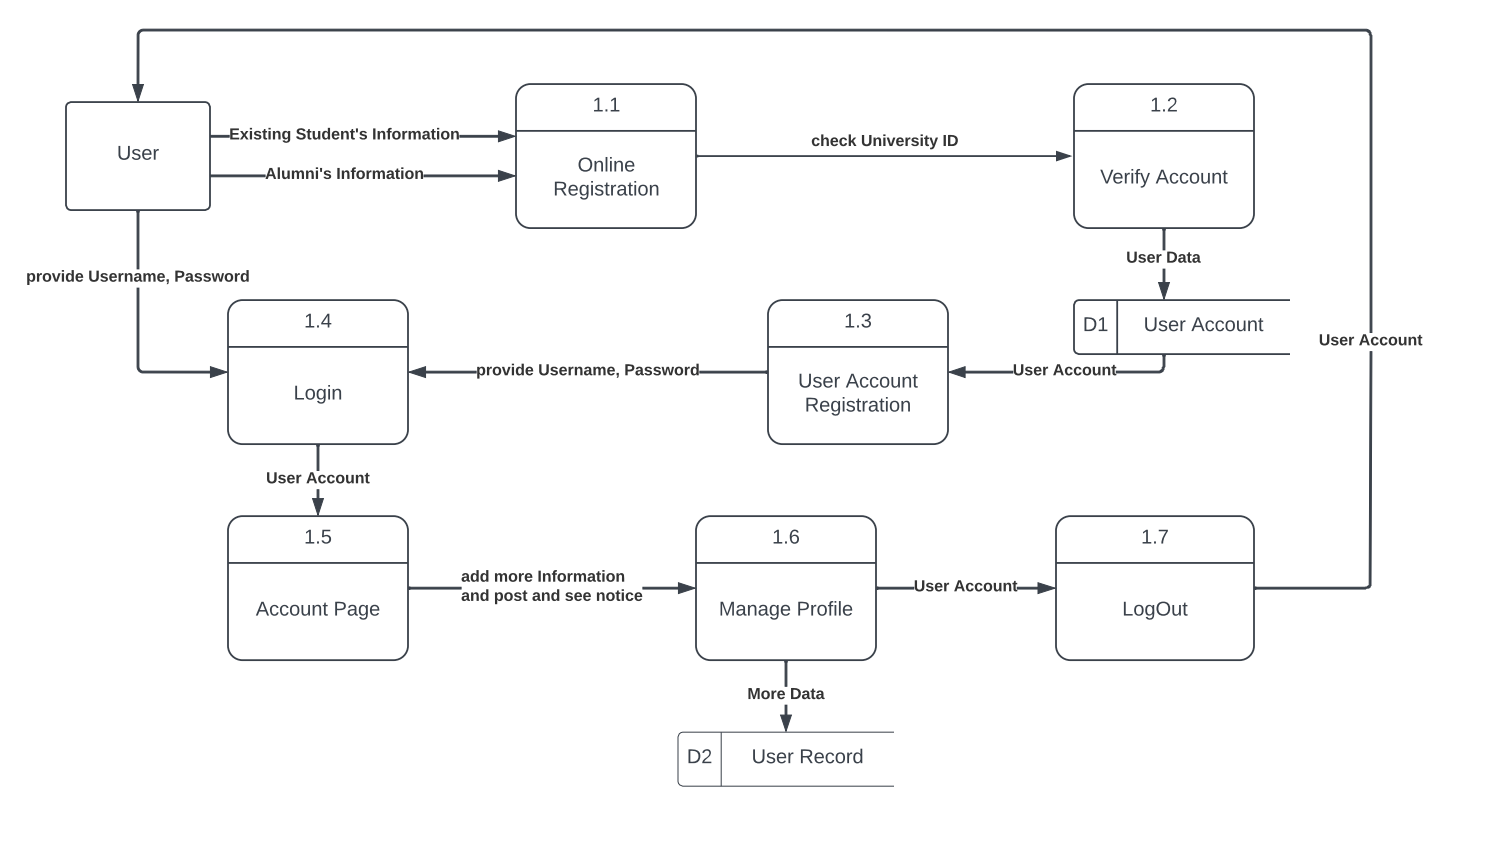 1.1
1.2
Existing Student's Information
User
check University ID
Online
Registration
Alumni's Information
Verify Account
User Data
provide Username, Password
1.4
1.3
D1
User Account
User Account
provide Username, Password
User Account
User Account
Registration
Login
User Account
1.5
1.6
1.7
add more Information
and post and see notice
User Account
Account Page
Manage Profile
LogOut
More Data
D2
User Record